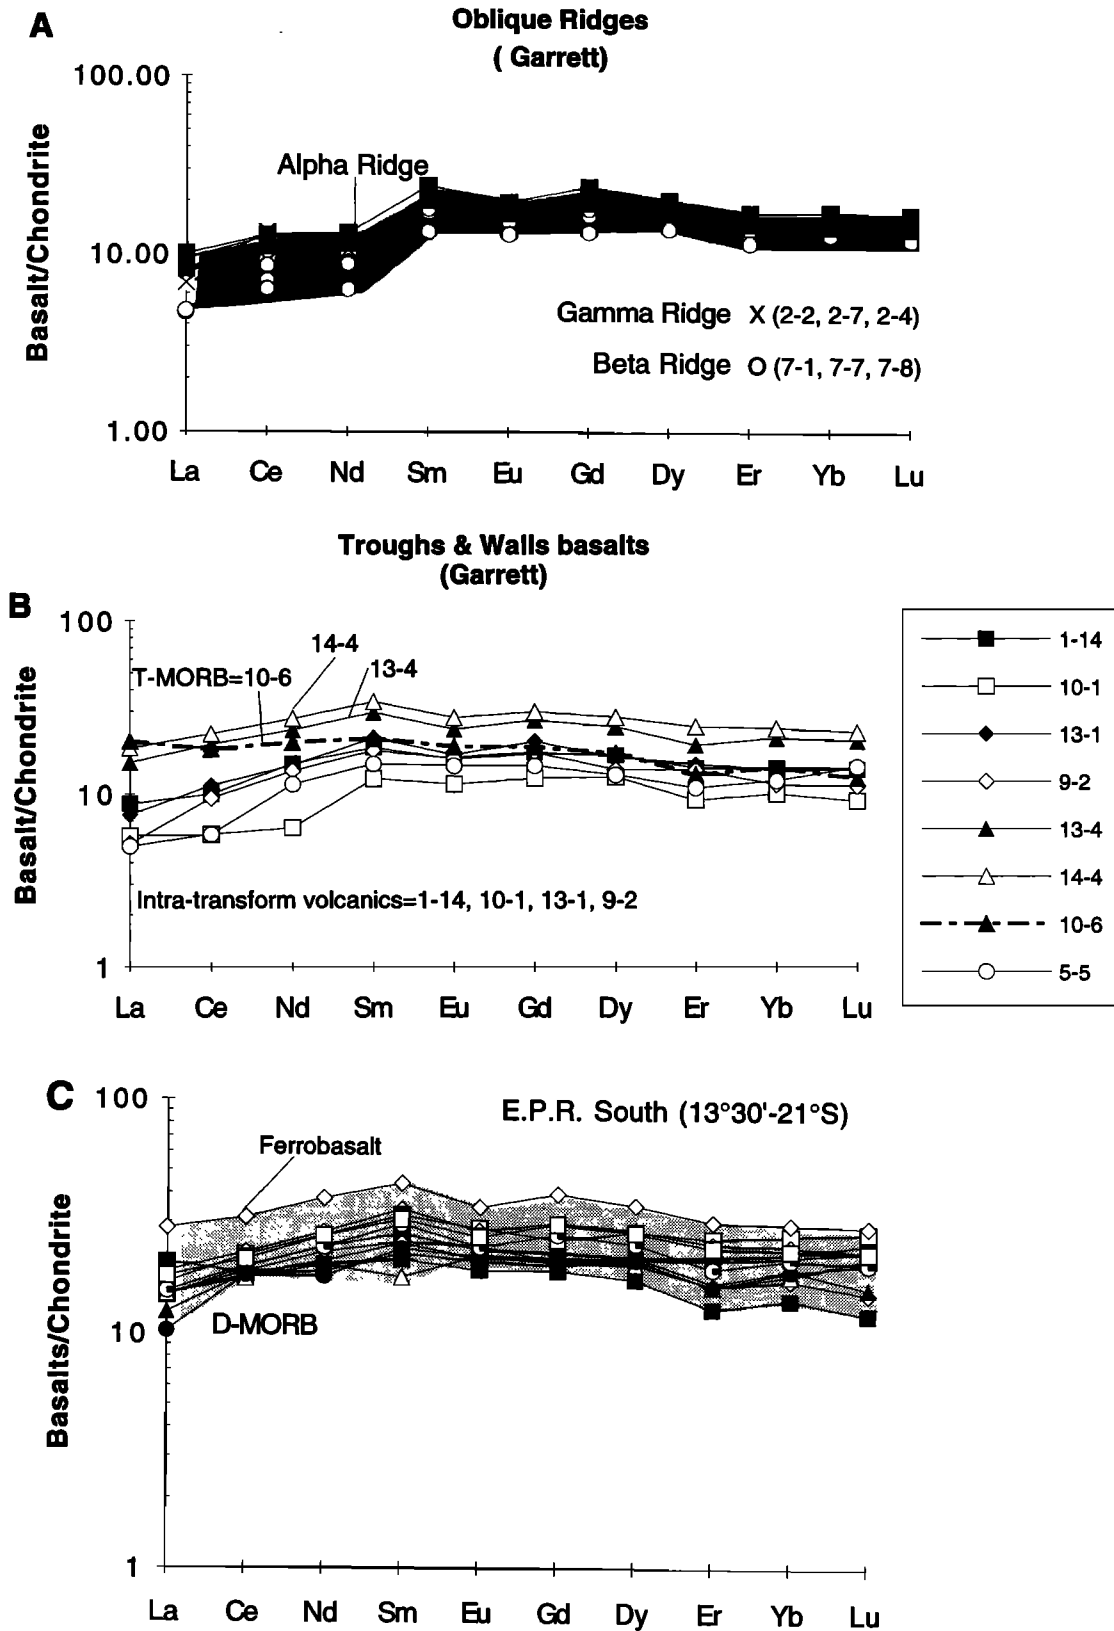 A
Oblique Ridges
( Garrett)
100.00
10.00
1.00
Basalt/Chondrite
Alpha Ridge
Gamma Ridge X (2-2, 2-7, 2-4)
Beta Ridge O (7-1, 7-7, 7-8)
La Ce Nd Sm Eu Gd Dy Er Yb Lu
Troughs & Walls basalts
(Garrett)
B
100
10
1
Basalt/Chondrite
14-4
13-4
T-MORB=10-6
Intra-transform volcanics=1-14, 10-1, 13-1, 9-2
La Ce Nd Sm Eu Gd Dy Er Yb Lu
1-14
10-1
13-1
9-2
13-4
14-4
10-6
5-5
C
100
10
1
Basalts/Chondrite
E.P.R. South (13°30'-21°S)
Ferrobasalt
D-MORB
La Ce Nd Sm Eu Gd Dy Er Yb Lu